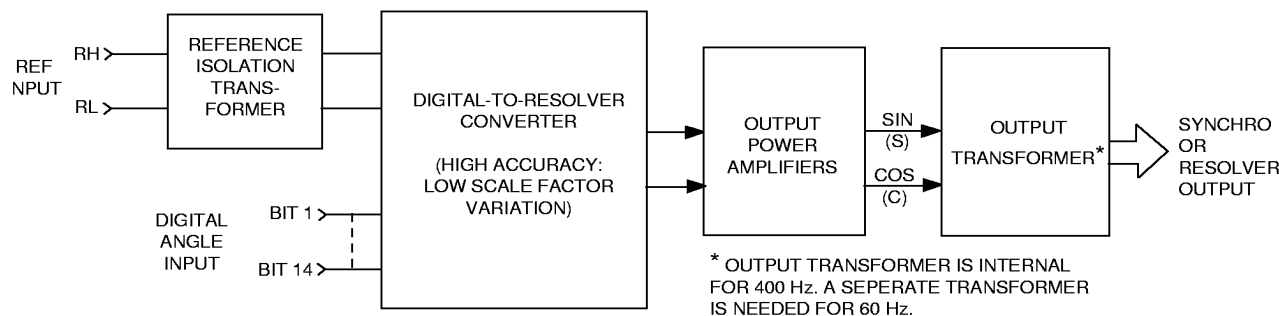 REF
NPUT
RH
RL
REFERENCE
ISOLATION
TRANS-
FORMER
DIGITAL
ANGLE
INPUT
BIT 1
BIT 14
DIGITAL-TO-RESOLVER
CONVERTER
(HIGH ACCURACY:
LOW SCALE FACTOR
VARIATION)
OUTPUT
POWER
AMPLIFIERS
SIN
(S)
COS
(C)
OUTPUT
TRANSFORMER*
SYNCHRO
OR
RESOLVER
OUTPUT
* OUTPUT TRANSFORMER IS INTERNAL
FOR 400 Hz. A SEPERATE TRANSFORMER
IS NEEDED FOR 60 Hz.